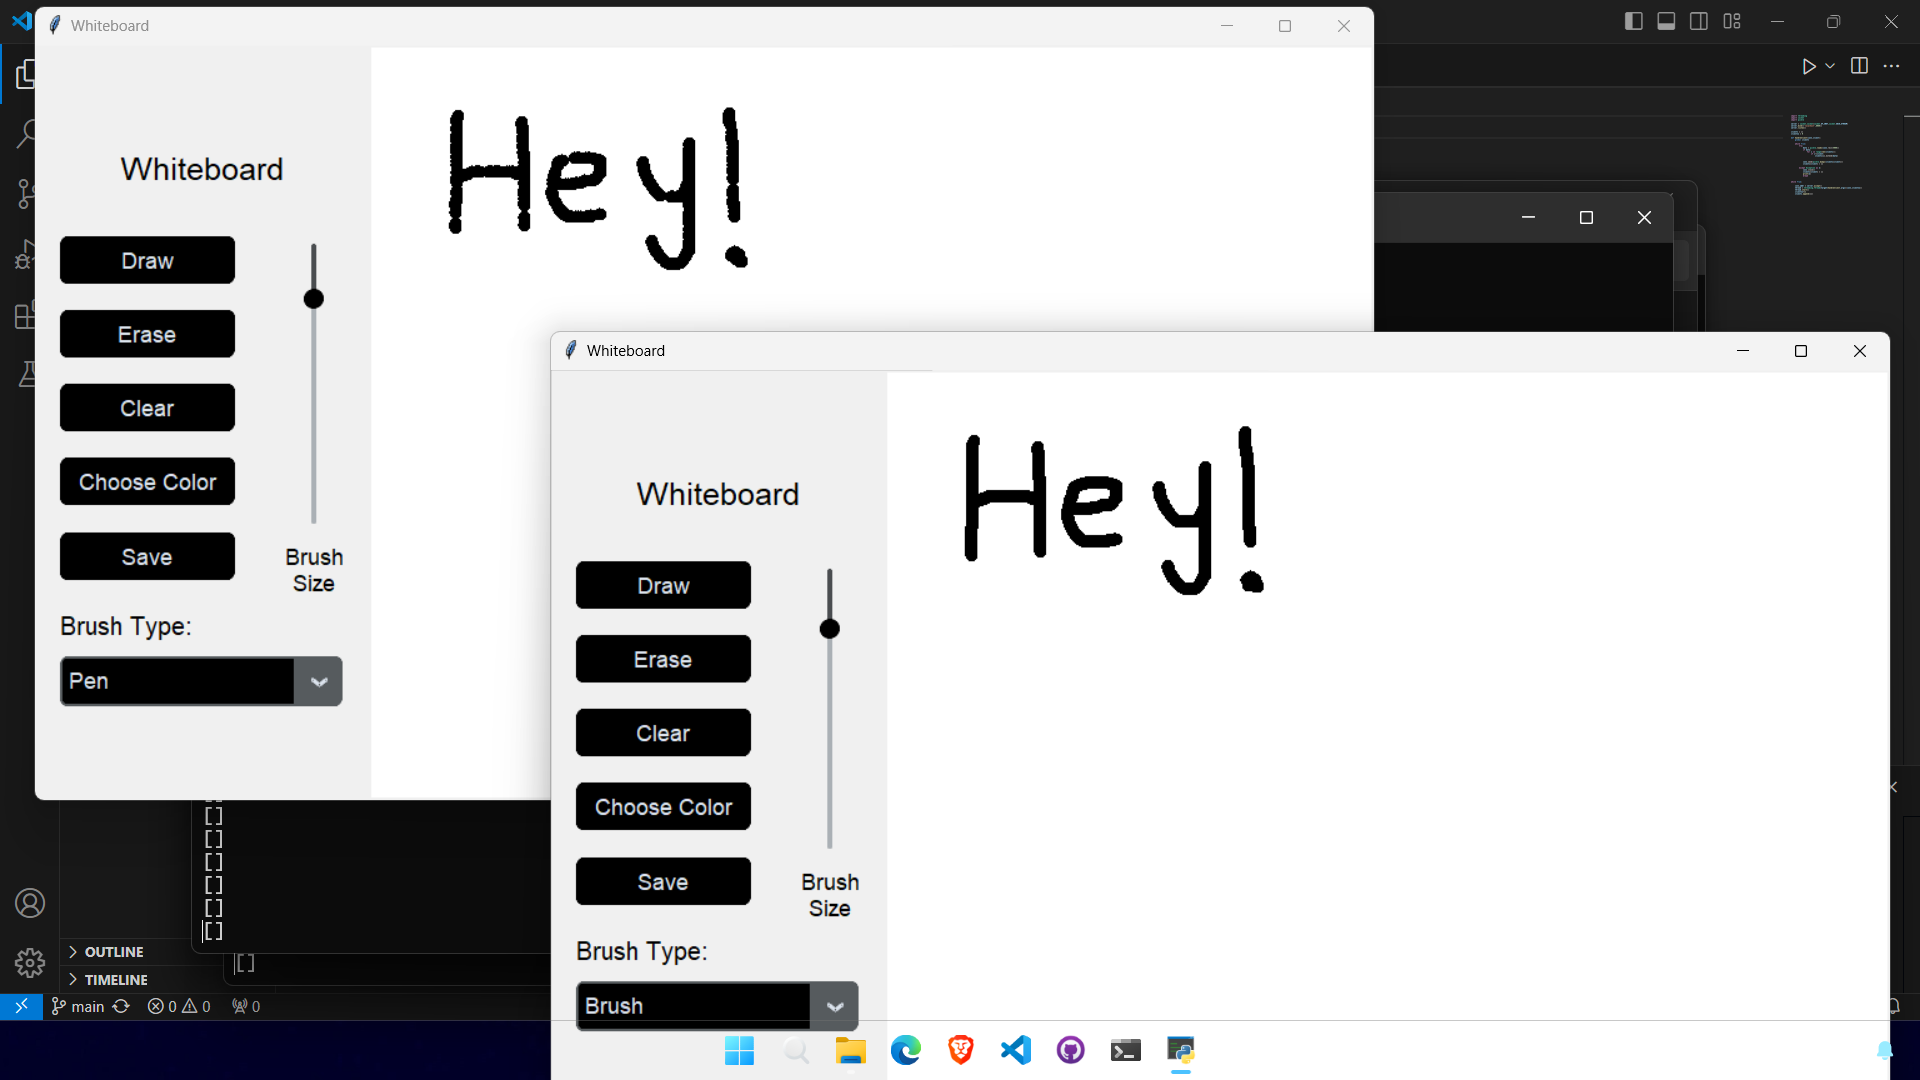 Whiteboard
Hey!
Whiteboard
Draw
Erase
Clear
Choose Color
Save
Brush
Size
Brush Type:
Pen
Whiteboard
Hey!
Whiteboard
Draw
Erase
Clear
Choose Color
Save
Brush
Size
Brush Type:
Brush
[]
[]
[]
[]
[]
[]
[]
OUTLINE
TIMELINE
main 0 0 0